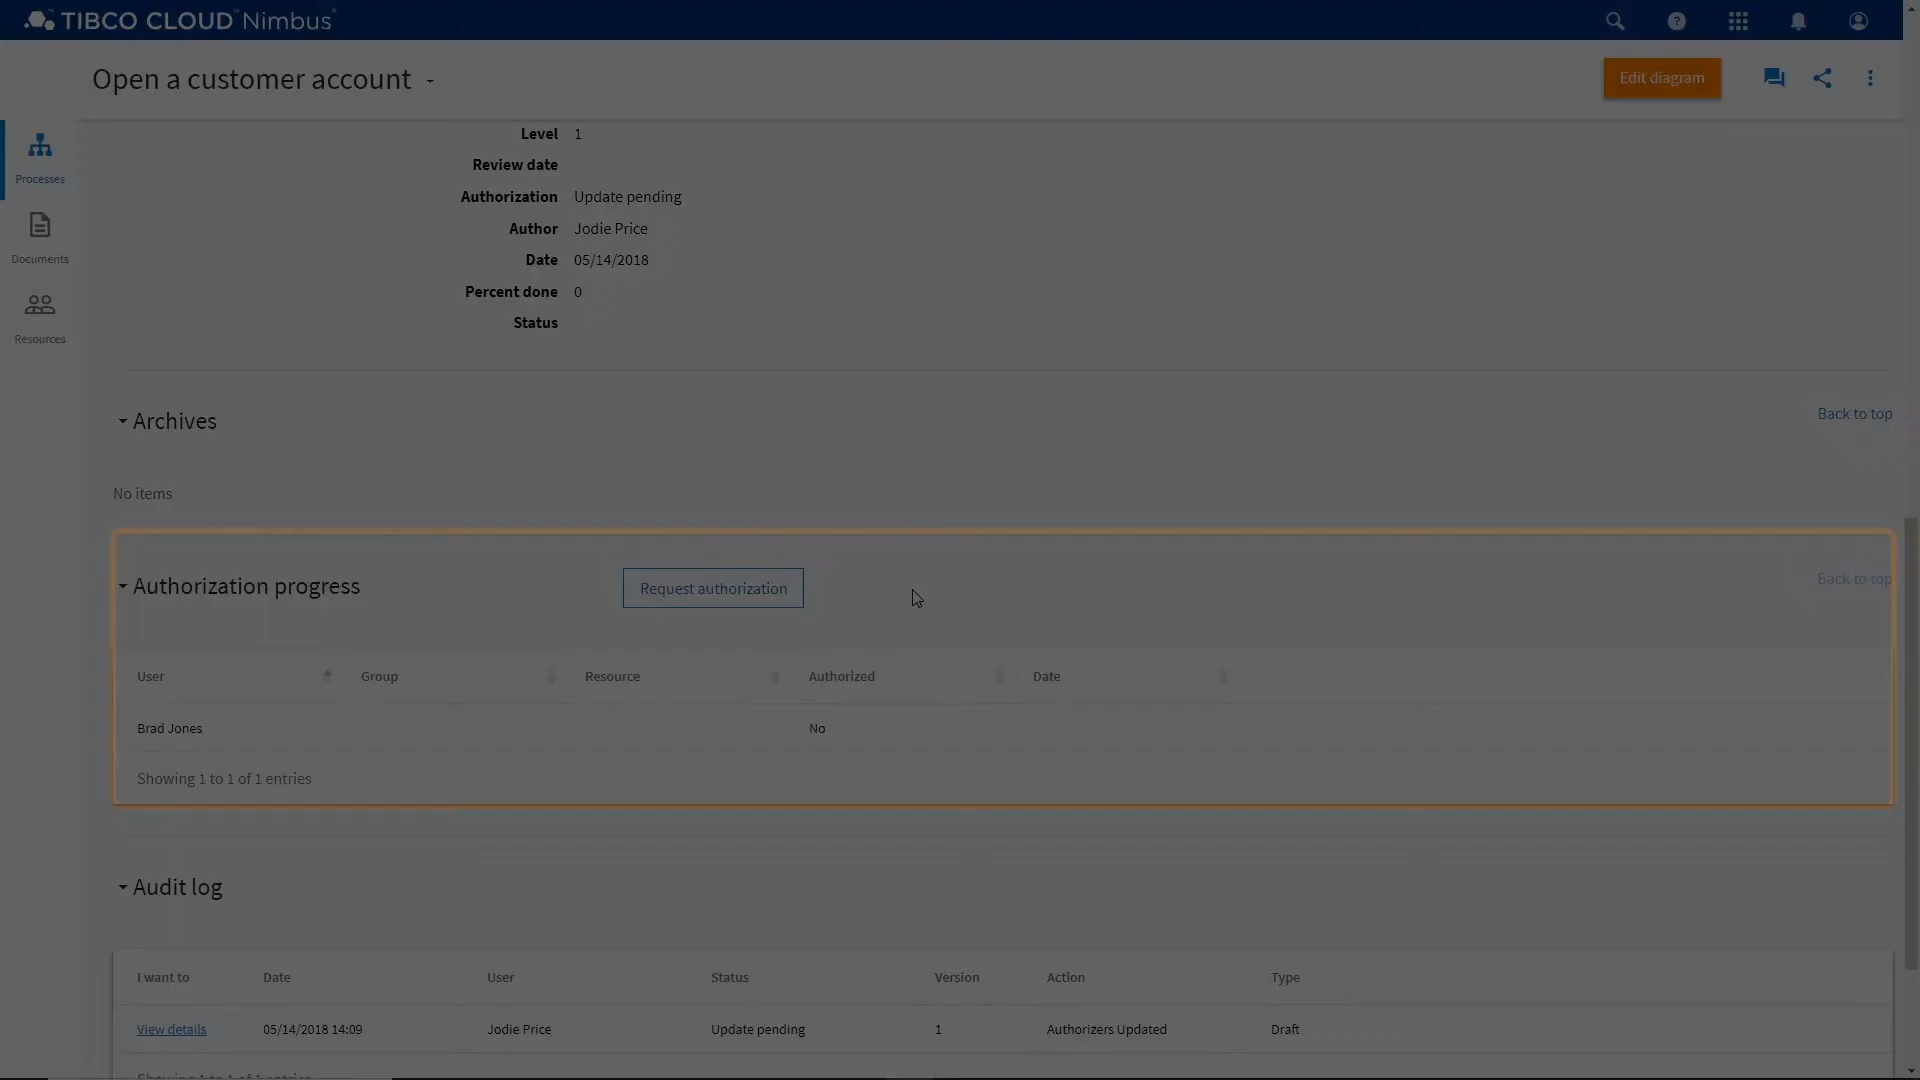 TIBCO CLOUD™ Nimbus®
Open a customer account
Edit diagram
Processes
Documents
Resources
Level 1
Review date
Authorization Update pending
Author Jodie Price
Date 05/14/2018
Percent done 0
Status
Archives
Back to top
No items
Authorization progress
Request authorization
Back to top
User Group Resource Authorized Date
Brad Jones No
Showing 1 to 1 of 1 entries
Audit log
I want to Date User Status Version Action Type
View details 05/14/2018 14:09 Jodie Price Update pending 1 Authorizers Updated Draft